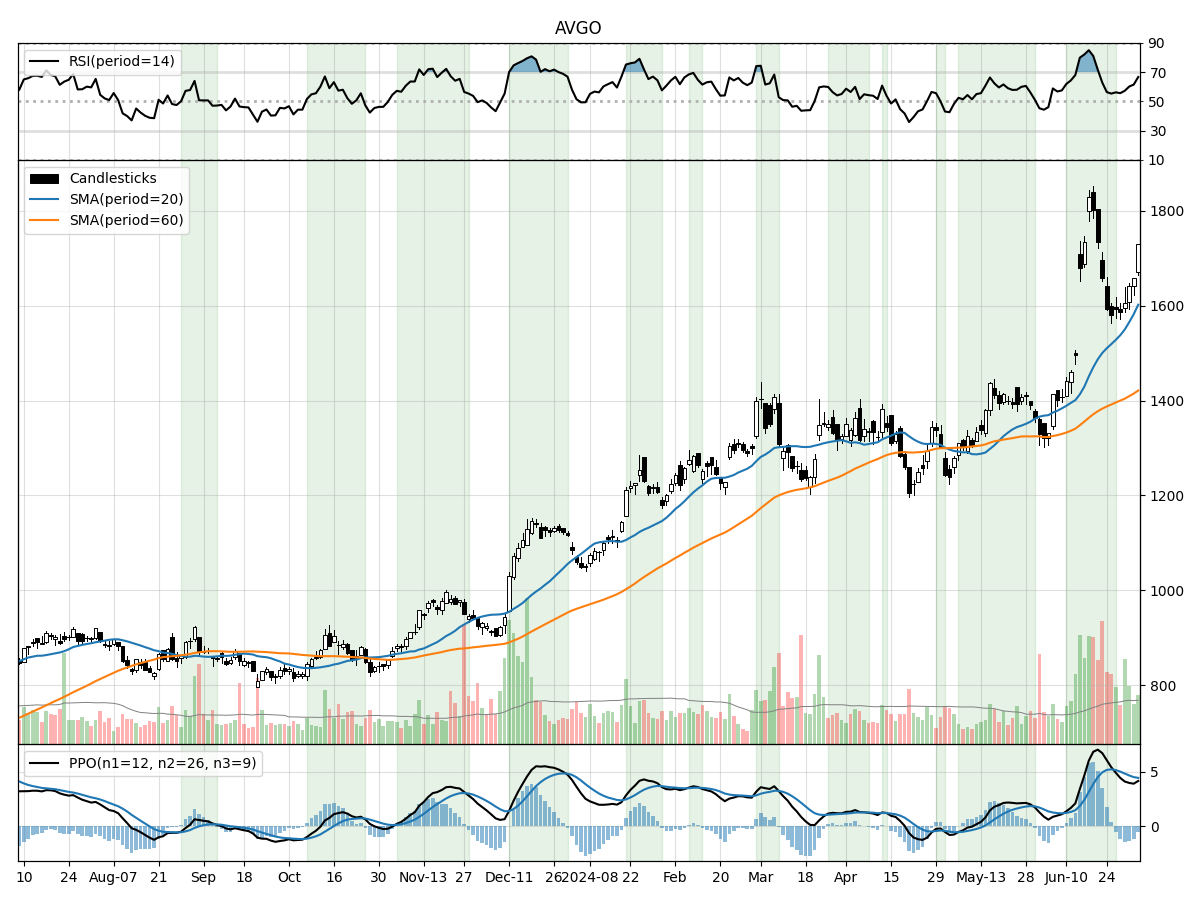 AVGO
RSI(period=14)
90
70
50
30
10
Candlesticks
SMA(period=20)
SMA(period=60)
1800
1600
1400
1200
1000
800
PPO(n1=12, n2=26, n3=9)
5
0
10 24 Aug-07 21 Sep 18 Oct 16 30 Nov-13 27 Dec-11 26 2024-08 22 Feb 20 Mar 18 Apr 15 29 May-13 28 Jun-10 24